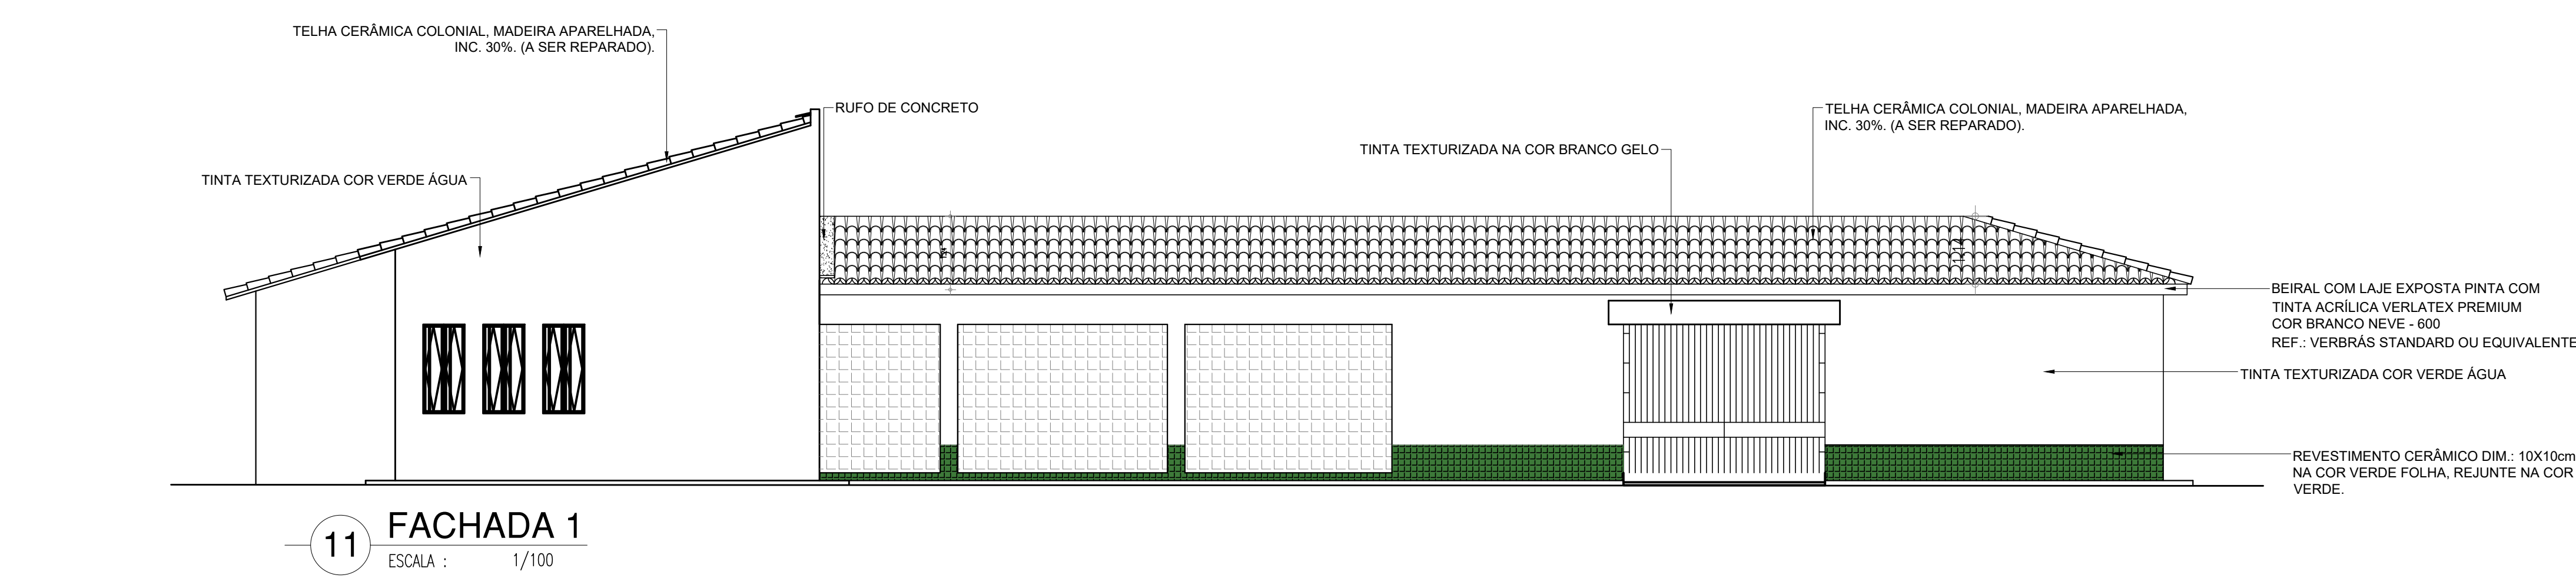 TELHA CERÂMICA COLONIAL, MADEIRA APARELHADA,
INC. 30%. (A SER REPARADO).
RUFO DE CONCRETO
TELHA CERÂMICA COLONIAL, MADEIRA APARELHADA,
INC. 30%. (A SER REPARADO).
TINTA TEXTURIZADA NA COR BRANCO GELO
TINTA TEXTURIZADA COR VERDE ÁGUA
BEIRAL COM LAJE EXPOSTA PINTA COM
TINTA ACRÍLICA VERLATEX PREMIUM
COR BRANCO NEVE - 600
REF.: VERBRÁS STANDARD OU EQUIVALENTE
TINTA TEXTURIZADA COR VERDE ÁGUA
REVESTIMENTO CERÂMICO DIM.: 10X10cm
NA COR VERDE FOLHA, REJUNTE NA COR
VERDE.
11
FACHADA 1
ESCALA : 1/100